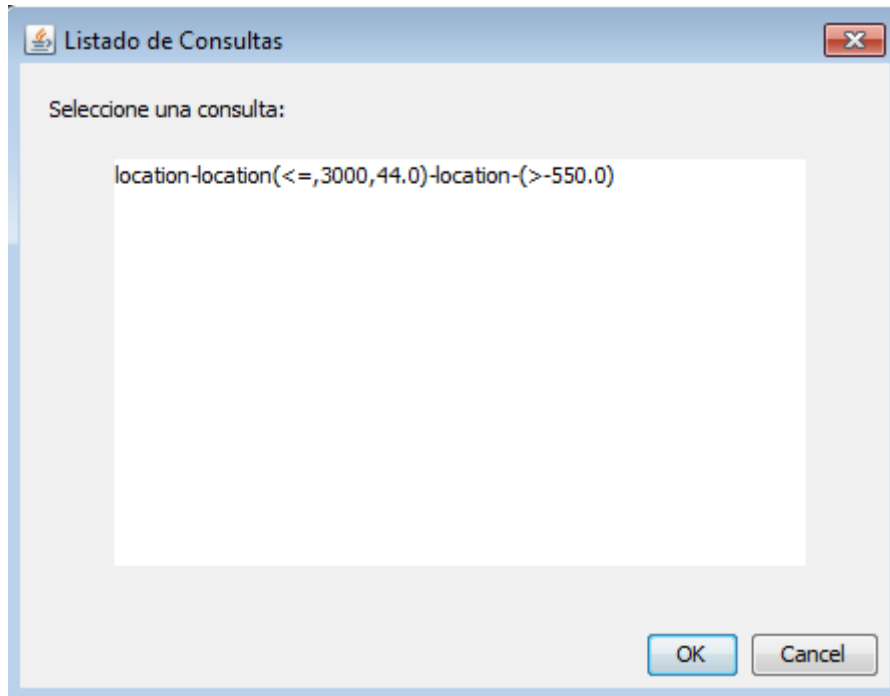 Listado de Consultas
Seleccione una consulta:
location-location(<=,3000,44.0)-location-(>-550.0)
OK Cancel